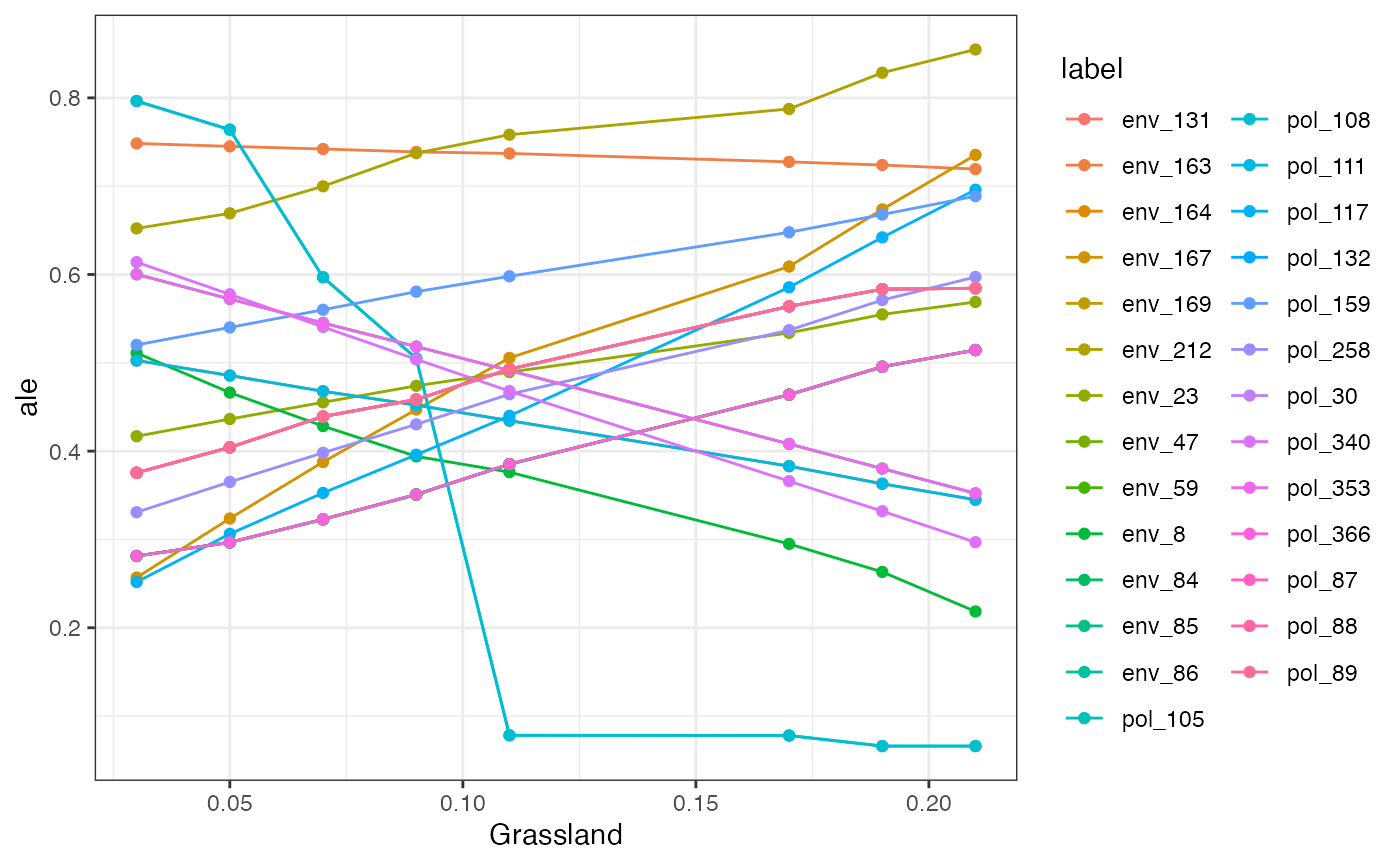 0.8
0.6
0.4
0.2
ale
0.05 0.10 0.15 0.20
Grassland
label
env_131 pol_108
env_163 pol_111
env_164 pol_117
env_167 pol_132
env_169 pol_159
env_212 pol_258
env_23 pol_30
env_47 pol_340
env_59 pol_353
env_8 pol_366
env_84 pol_87
env_85 pol_88
env_86 pol_89
pol_105